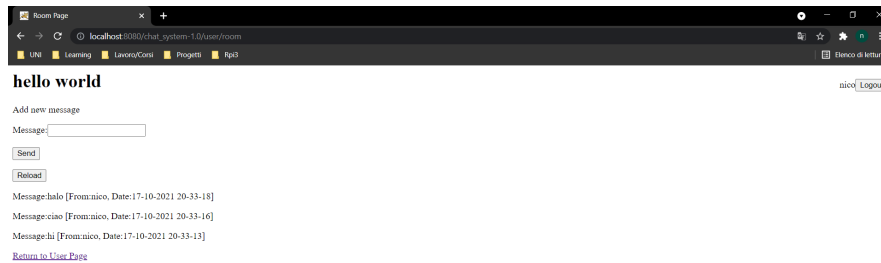 Room Page
localhost:8080/chat_system-1.0/user/room
UNI Learning Lavoro/Corsi Progetti Rpi3 Elenco di lettur
hello world
nico Logou
Add new message
Message:
Send
Reload
Message:halo [From:nico, Date:17-10-2021 20-33-18]
Message:ciao [From:nico, Date:17-10-2021 20-33-16]
Message:hi [From:nico, Date:17-10-2021 20-33-13]
Return to User Page